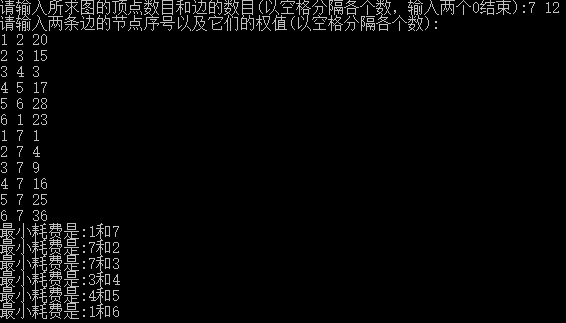 请输入所求图的顶点数目和边的数目(以空格分隔各个数，输入两个0结束):7 12
请输入两条边的节点序号以及它们的权值(以空格分隔各个数):
1 2 20
2 3 15
3 4 3
4 5 17
5 6 28
6 1 23
1 7 1
2 7 4
3 7 9
4 7 16
5 7 25
6 7 36
最小耗费是:1和7
最小耗费是:7和2
最小耗费是:7和3
最小耗费是:3和4
最小耗费是:4和5
最小耗费是:1和6